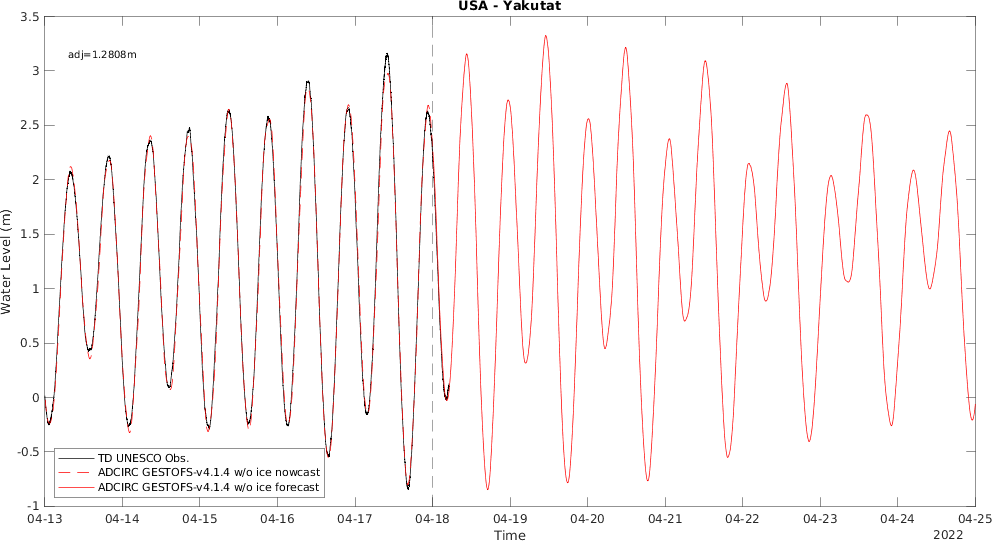 USA - Yakutat
adj=1.2808m
3.5
3
2.5
2
1.5
1
0.5
0
-0.5
-1
Water Level (m)
TD UNESCO Obs.
ADCIRC GESTOFS-v4.1.4 w/o ice nowcast
ADCIRC GESTOFS-v4.1.4 w/o ice forecast
04-13 04-14 04-15 04-16 04-17 04-18 04-19 04-20 04-21 04-22 04-23 04-24 04-25
Time
2022